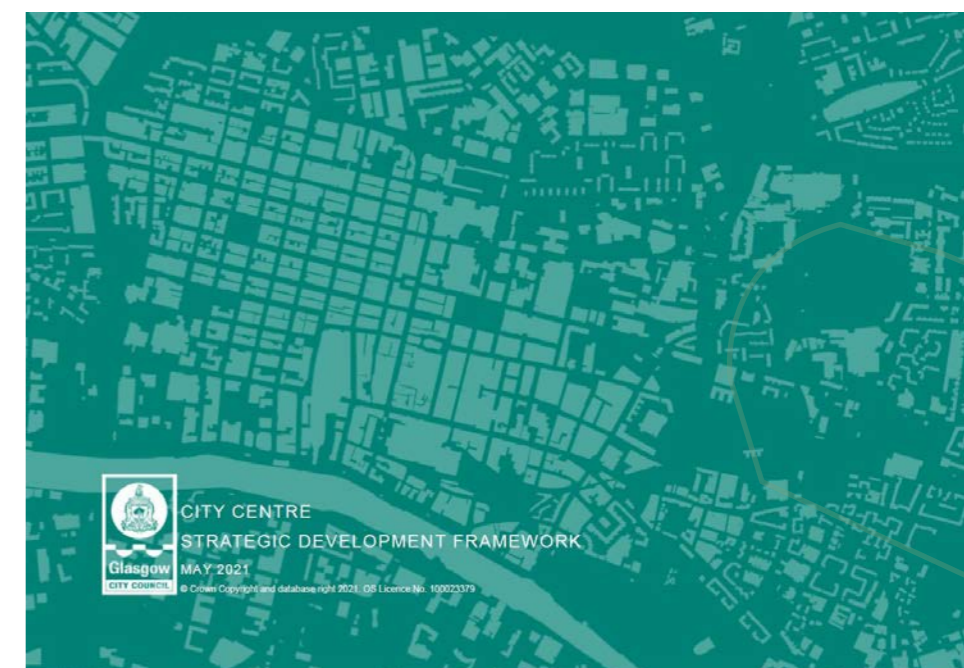 CITY CENTRE
STRATEGIC DEVELOPMENT FRAMEWORK
Glasgow
CITY COUNCIL
MAY 2021
© Crown Copyright and database right 2021. OS Licence No. 100023379